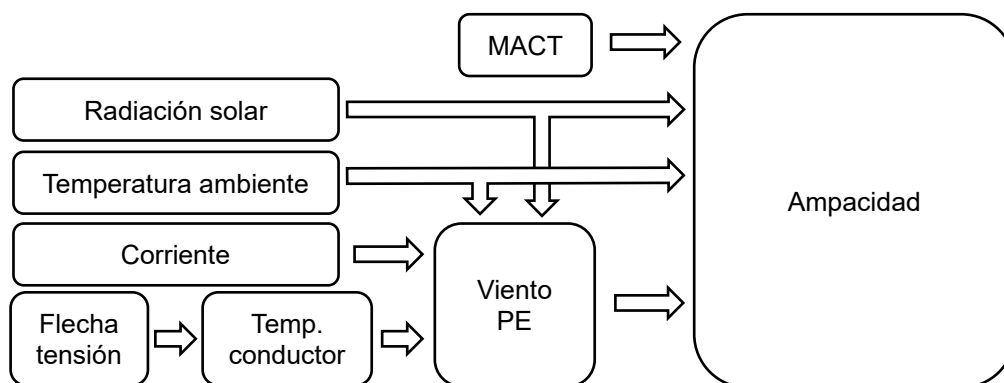 MACT
Radiación solar
Temperatura ambiente
Ampacidad
Corriente
Viento
PE
Flecha
tensión
Temp.
conductor